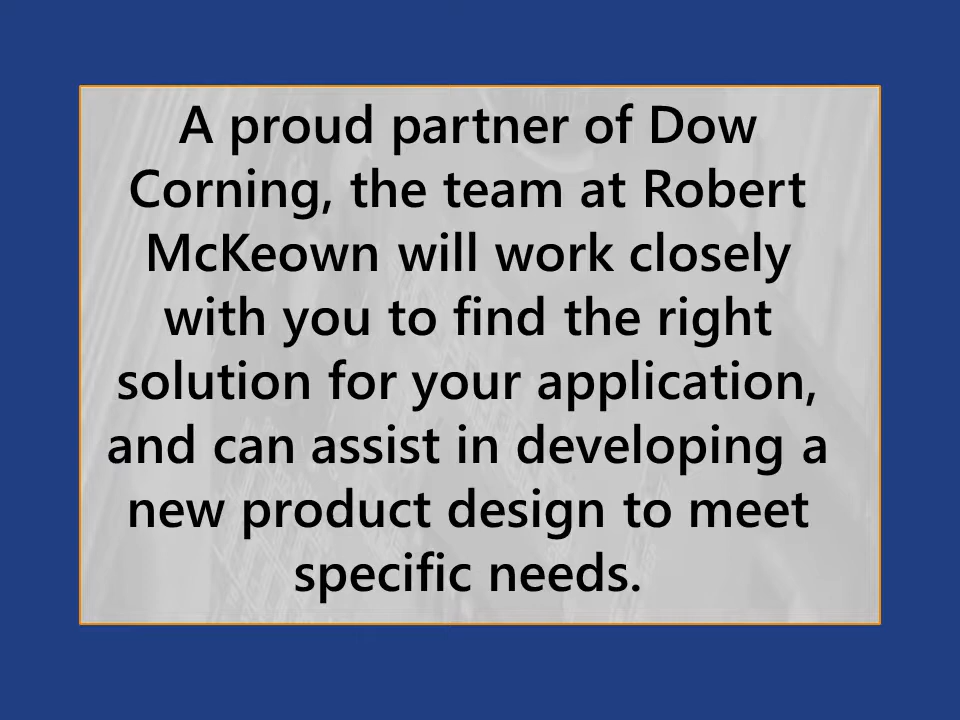 A proud partner of Dow
Corning, the team at Robert
McKeown will work closely
with you to find the right
solution for your application,
and can assist in developing a
new product design to meet
specific needs.